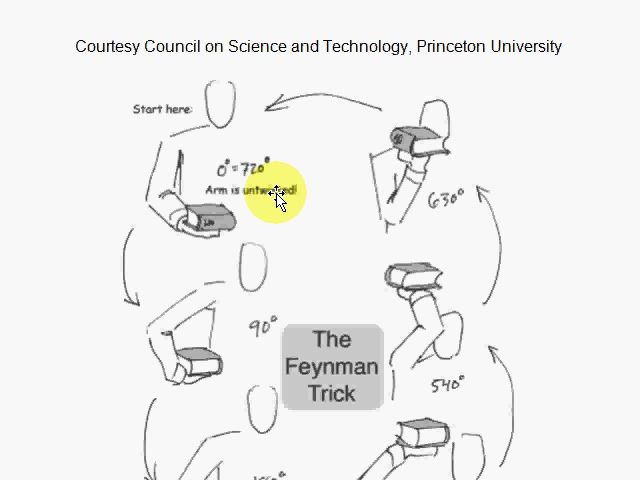 Courtesy Council on Science and Technology, Princeton University
Start here:
0°=720°
Arm is untwisted!
630°
90°
The
Feynman
Trick
540°